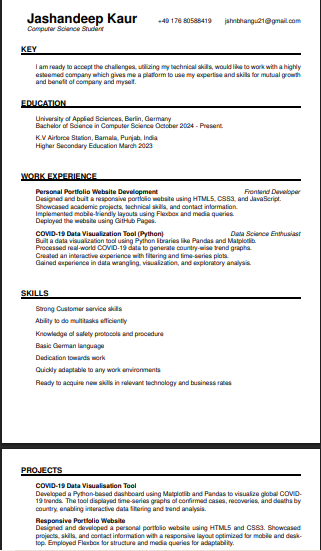 Jashandeep Kaur
+49 176 80588419 jshnbhangu21@gmail.com
Computer Science Student
KEY
I am ready to accept the challenges, utilizing my technical skills, would like to work with a highly
esteemed company which gives me a platform to use my expertise and skills for mutual growth
and benefit of company and myself.
EDUCATION
University of Applied Sciences, Berlin, Germany
Bachelor of Science in Computer Science October 2024 - Present.
K.V Airforce Station, Barnala, Punjab, India
Higher Secondary Education March 2023
WORK EXPERIENCE
Personal Portfolio Website Development Frontend Developer
Designed and built a responsive portfolio website using HTML5, CSS3, and JavaScript.
Showcased academic projects, technical skills, and contact information.
Implemented mobile-friendly layouts using Flexbox and media queries.
Deployed the website using GitHub Pages.
COVID-19 Data Visualization Tool (Python) Data Science Enthusiast
Built a data visualization tool using Python libraries like Pandas and Matplotlib.
Processed real-world COVID-19 data to generate country-wise trend graphs.
Created an interactive experience with filtering and time-series plots.
Gained experience in data wrangling, visualization, and exploratory analysis.
SKILLS
Strong Customer service skills
Ability to do multitasks efficiently
Knowledge of safety protocols and procedure
Basic German language
Dedication towards work
Quickly adaptable to any work environments
Ready to acquire new skills in relevant technology and business rates
PROJECTS
COVID-19 Data Visualisation Tool
Developed a Python-based dashboard using Matplotlib and Pandas to visualize global COVID-
19 trends. The tool displayed time-series graphs of confirmed cases, recoveries, and deaths by
country, enabling interactive data filtering and trend analysis.
Responsive Portfolio Website
Designed and developed a personal portfolio website using HTML5 and CSS3. Showcased
projects, skills, and contact information with a responsive layout optimized for mobile and desk-
top. Employed Flexbox for structure and media queries for adaptability.